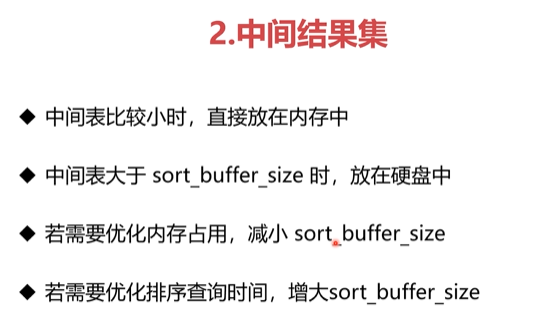 2.中间结果集
◆ 中间表比较小时，直接放在内存中
◆ 中间表大于 sort_buffer_size 时，放在硬盘中
◆ 若需要优化内存占用，减小 sort_buffer_size
◆ 若需要优化排序查询时间，增大sort_buffer_size